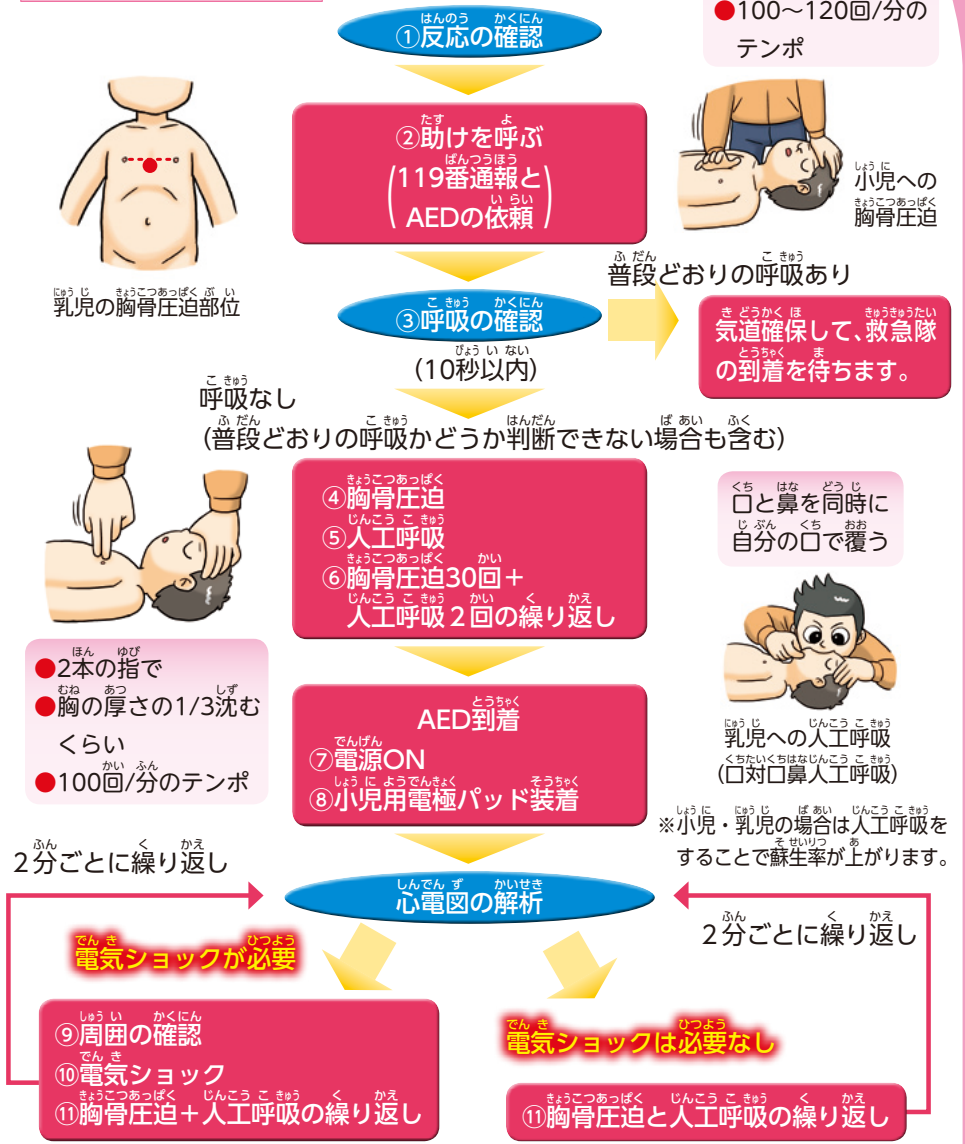 ①反応の確認
●100〜120回/分の
テンポ
②助けを呼ぶ
(119番通報と
AEDの依頼)
小児への
胸骨圧迫
乳児の胸骨圧迫部位
普段どおりの呼吸あり
③呼吸の確認
(10秒以内)
気道確保して、救急隊
の到着を待ちます。
呼吸なし
(普段どおりの呼吸かどうか判断できない場合も含む)
④胸骨圧迫
⑤人工呼吸
⑥胸骨圧迫30回+
人工呼吸2回の繰り返し
口と鼻を同時に
自分の口で覆う
●2本の指で
●胸の厚さの1/3沈む
くらい
●100回/分のテンポ
AED到着
⑦電源ON
⑧小児用電極パッド装着
乳児への人工呼吸
(口対口鼻人工呼吸)
※小児・乳児の場合は人工呼吸を
することで蘇生率が上がります。
2分ごとに繰り返し
心電図の解析
2分ごとに繰り返し
電気ショックが必要
⑨周囲の確認
⑩電気ショック
⑪胸骨圧迫+人工呼吸の繰り返し
電気ショックは必要なし
⑪胸骨圧迫と人工呼吸の繰り返し